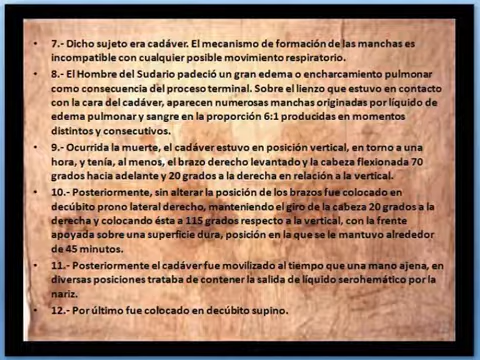 • 7.- Dicho sujeto era cadáver. El mecanismo de formación de las manchas es
incompatible con cualquier posible movimiento respiratorio.
• 8.- El Hombre del Sudario padeció un gran edema o encharcamiento pulmonar
como consecuencia del proceso terminal. Sobre el lienzo que estuvo en contacto
con la cara del cadáver, aparecen numerosas manchas originadas por líquido de
edema pulmonar y sangre en la proporción 6:1 producidas en momentos
distintos y consecutivos.
• 9.- Ocurrida la muerte, el cadáver estuvo en posición vertical, en torno a una
hora, y tenía, al menos, el brazo derecho levantado y la cabeza flexionada 70
grados hacia adelante y 20 grados a la derecha en relación a la vertical.
• 10.- Posteriormente, sin alterar la posición de los brazos fue colocado en
decúbito prono lateral derecho, manteniendo el giro de la cabeza 20 grados a la
derecha y colocando ésta a 115 grados respecto a la vertical, con la frente
apoyada sobre una superficie dura, posición en la que se le mantuvo alrededor
de 45 minutos.
• 11.- Posteriormente el cadáver fue movilizado al tiempo que una mano ajena, en
diversas posiciones trataba de contener la salida de líquido serohemático por la
nariz.
• 12.- Por último fue colocado en decúbito supino.